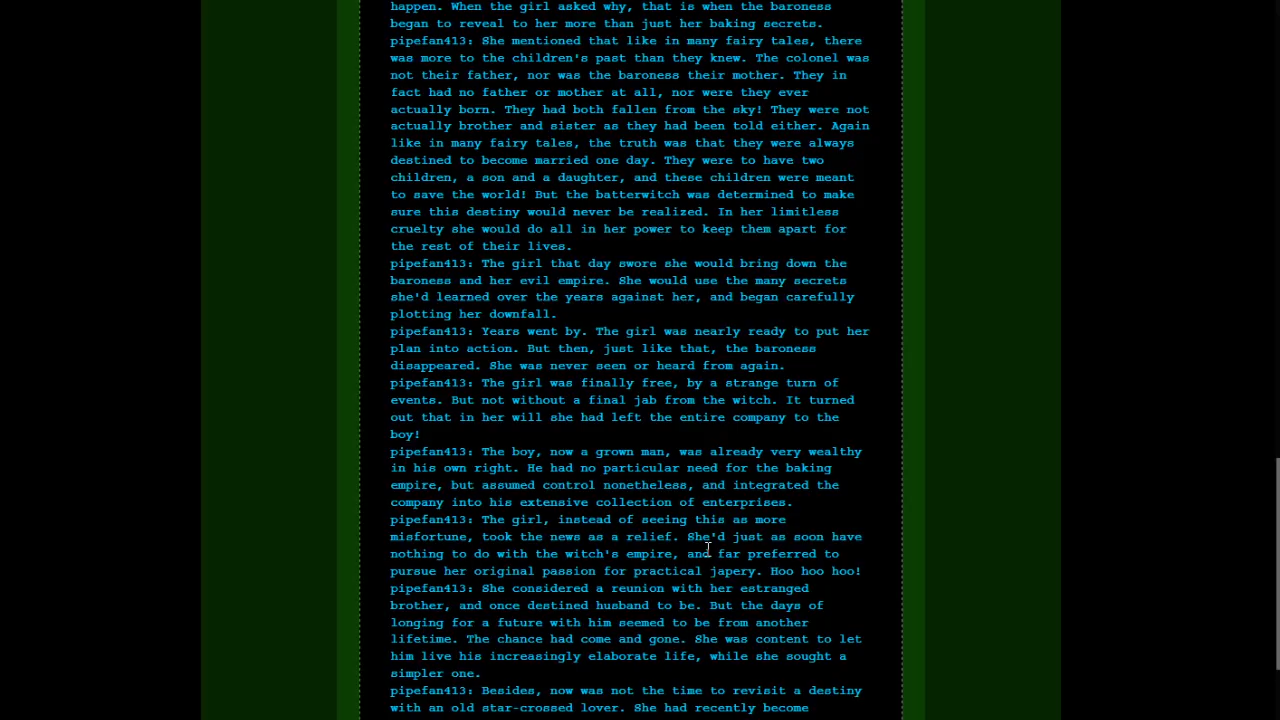 happen. When the girl asked why, that is when the baroness
began to reveal to her more than just her baking secrets.
pipefan413: She mentioned that like in many fairy tales, there
was more to the children's past than they knew. The colonel was
not their father, nor was the baroness their mother. They in
fact had no father or mother at all, nor were they ever
actually born. They had both fallen from the sky! They were not
actually brother and sister as they had been told either. Again
like in many fairy tales, the truth was that they were always
destined to become married one day. They were to have two
children, a son and a daughter, and these children were meant
to save the world! But the batterwitch was determined to make
sure this destiny would never be realized. In her limitless
cruelty she would do all in her power to keep them apart for
the rest of their lives.
pipefan413: The girl that day swore she would bring down the
baroness and her evil empire. She would use the many secrets
she'd learned over the years against her, and began carefully
plotting her downfall.
pipefan413: Years went by. The girl was nearly ready to put her
plan into action. But then, just like that, the baroness
disappeared. She was never seen or heard from again.
pipefan413: The girl was finally free, by a strange turn of
events. But not without a final jab from the witch. It turned
out that in her will she had left the entire company to the
boy!
pipefan413: The boy, now a grown man, was already very wealthy
in his own right. He had no particular need for the baking
empire, but assumed control nonetheless, and integrated the
company into his extensive collection of enterprises.
pipefan413: The girl, instead of seeing this as more
misfortune, took the news as a relief. She'd just as soon have
nothing to do with the witch's empire, and far preferred to
pursue her original passion for practical japery. Hoo hoo hoo!
pipefan413: She considered a reunion with her estranged
brother, and once destined husband to be. But the days of
longing for a future with him seemed to be from another
lifetime. The chance had come and gone. She was content to let
him live his increasingly elaborate life, while she sought a
simpler one.
pipefan413: Besides, now was not the time to revisit a destiny
with an old star-crossed lover. She had recently become